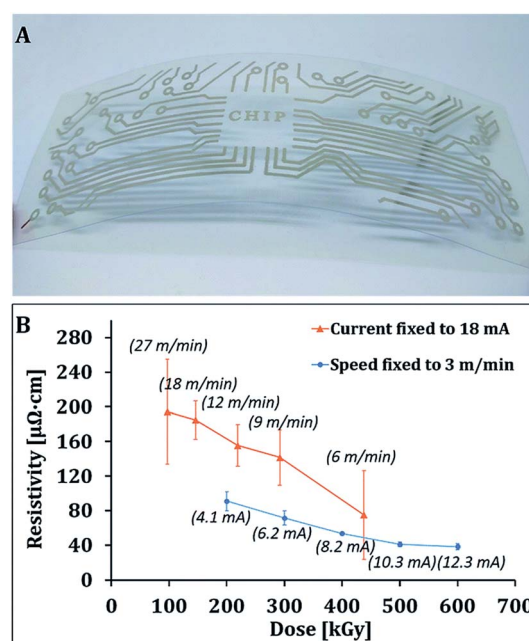 A
CHIP
B
280
240
200
160
120
80
40
0
Resistivity [μΩ·cm]
Current fixed to 18 mA
Speed fixed to 3 m/min
(27 m/min)
(18 m/min)
(12 m/min)
(9 m/min)
(6 m/min)
(4.1 mA)
(6.2 mA)
(8.2 mA)
(10.3 mA)(12.3 mA)
0 100 200 300 400 500 600 700
Dose [kGy]